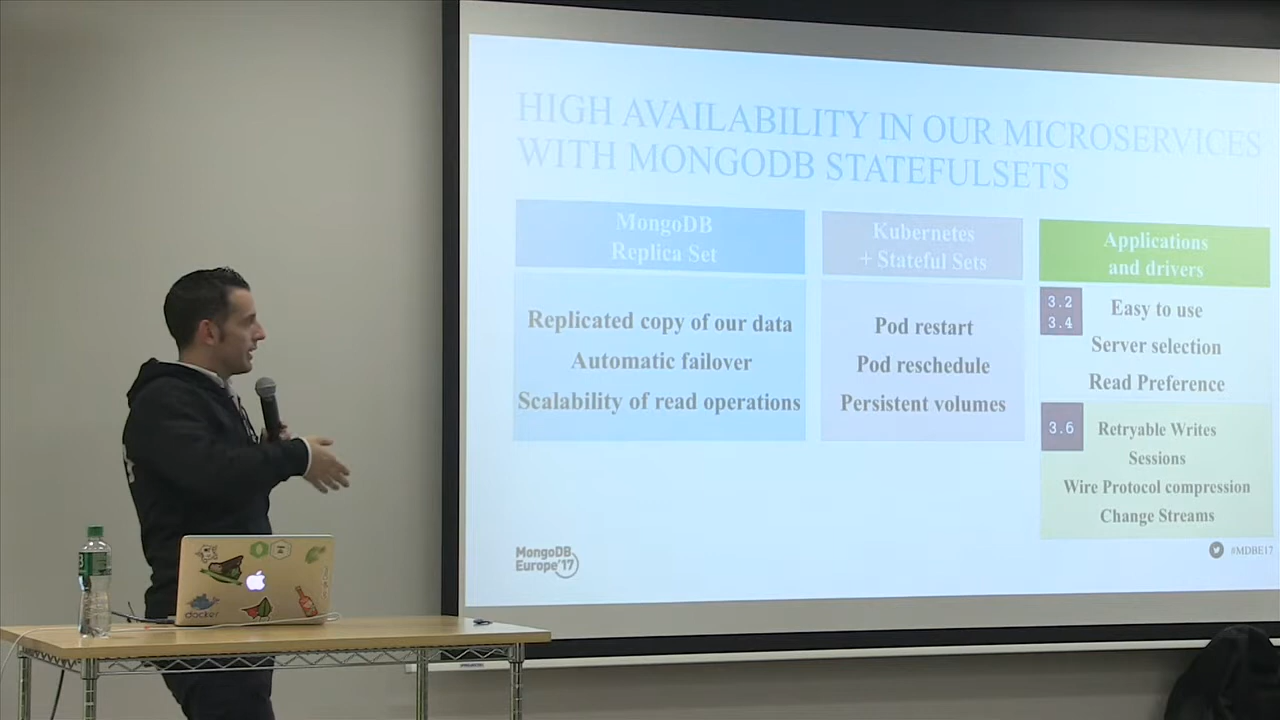 HIGH AVAILABILITY IN OUR MICROSERVICES
WITH MONGODB STATEFULSETS
MongoDB
Replica Set
Replicated copy of our data
Automatic failover
Scalability of read operations
Kubernetes
+ Stateful Sets
Pod restart
Pod reschedule
Persistent volumes
Applications
and drivers
3.2
3.4
Easy to use
Server selection
Read Preference
3.6
Retryable Writes
Sessions
Wire Protocol compression
Change Streams
MongoDB
Europe'17
#MDBE17
docker